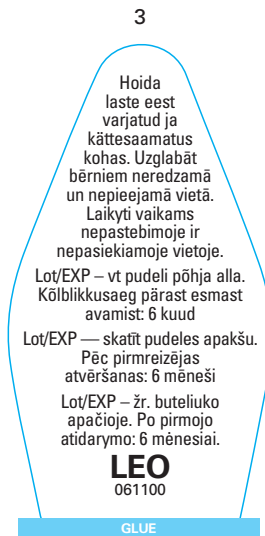 3
Hoida
laste eest
varjatud ja
kättesaamatus
kohas. Uzglabāt
bērniem neredzamā
un nepieejamā vietā.
Laikyti vaikams
nepastebimoje ir
nepasiekiamoje vietoje.
Lot/EXP – vt pudeli põhja alla.
Kõlblikkusaeg pärast esmast
avamist: 6 kuud
Lot/EXP — skatīt pudeles apakšu.
Pēc pirmreizējas
atvēršanas: 6 mēneši
Lot/EXP – žr. buteliuko
apačioje. Po pirmojo
atidarymo: 6 mėnesiai.
LEO
061100
GLUE